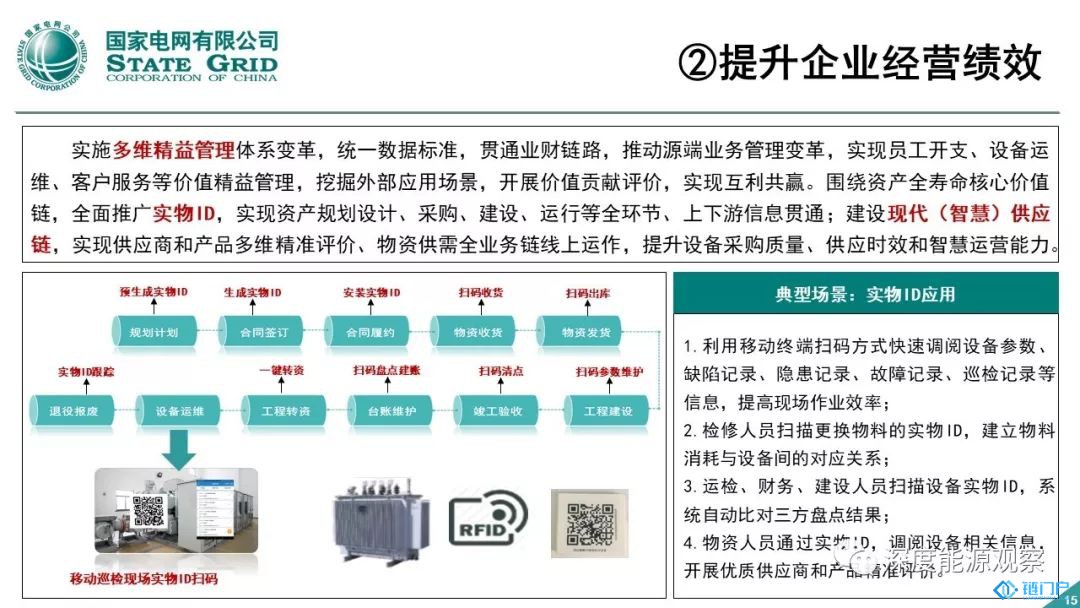 国家电网有限公司
STATE GRID
CORPORATION OF CHINA
国家电网公司
STATE GRID CORPORATION OF CHINA
②提升企业经营绩效
实施多维精益管理体系变革，统一数据标准，贯通业财链路，推动源端业务管理变革，实现员工开支、设备运
维、客户服务等价值精益管理，挖掘外部应用场景，开展价值贡献评价，实现互利共赢。围绕资产全寿命核心价值
链，全面推广实物ID，实现资产规划设计、采购、建设、运行等全环节、上下游信息贯通；建设现代（智慧）供应
链，实现供应商和产品多维精准评价、物资供需全业务链线上运作，提升设备采购质量、供应时效和智慧运营能力。
预生成实物ID
生成实物ID
安装实物ID
扫码收货
扫码出库
规划计划
合同签订
合同履约
物资收货
物资发货
实物ID跟踪
一键转资
扫码盘点建账
扫码清点
扫码参数维护
退役报废
设备运维
工程转资
台账维护
竣工验收
工程建设
RFID
移动巡检现场实物ID扫码
典型场景：实物ID应用
1.利用移动终端扫码方式快速调阅设备参数、
缺陷记录、隐患记录、故障记录、巡检记录等
信息，提高现场作业效率；
2.检修人员扫描更换物料的实物ID，建立物料
消耗与设备间的对应关系；
3.运检、财务、建设人员扫描设备实物ID，系
统自动比对三方盘点结果；
4.物资人员通过实物ID，调阅设备相关信息，
开展优质供应商和产品精准评价。
深度能源观察
链门户
15